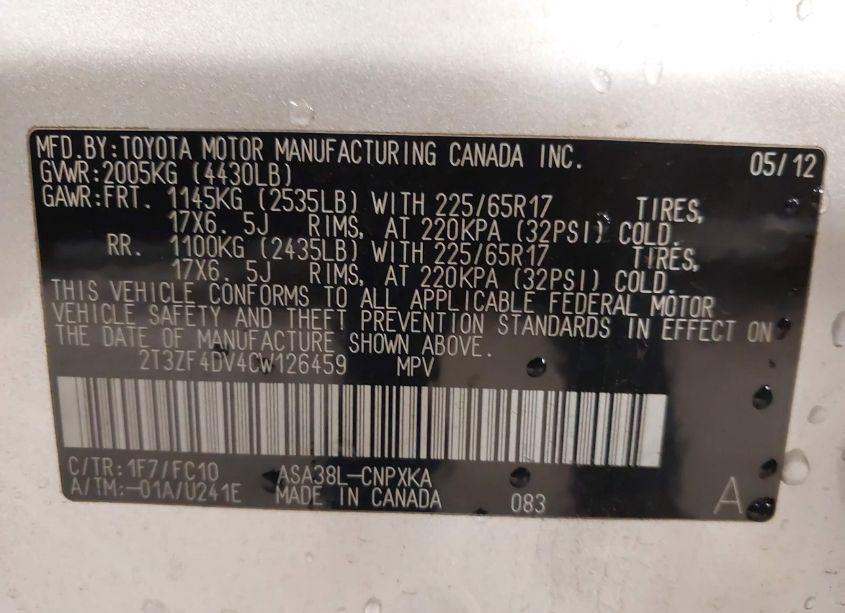 MFD.BY:TOYOTA MOTOR MANUFACTURING CANADA INC. 05/12
GVWR:2005KG (4430LB)
GAWR:FRT. 1145KG (2535LB) WITH 225/65R17 TIRES,
17X6. 5J RIMS, AT 220KPA (32PSI) COLD.
RR. 1100KG (2435LB) WITH 225/65R17 TIRES,
17X6. 5J RIMS, AT 220KPA (32PSI) COLD.
THIS VEHICLE CONFORMS TO ALL APPLICABLE FEDERAL MOTOR
VEHICLE SAFETY AND THEFT PREVENTION STANDARDS IN EFFECT ON
THE DATE OF MANUFACTURE SHOWN ABOVE.
2T3ZF4DV4CW126459 MPV
C/TR:1F7/FC10 ASA38L-CNPXKA
A/TM:-01A/U241E MADE IN CANADA 083 A